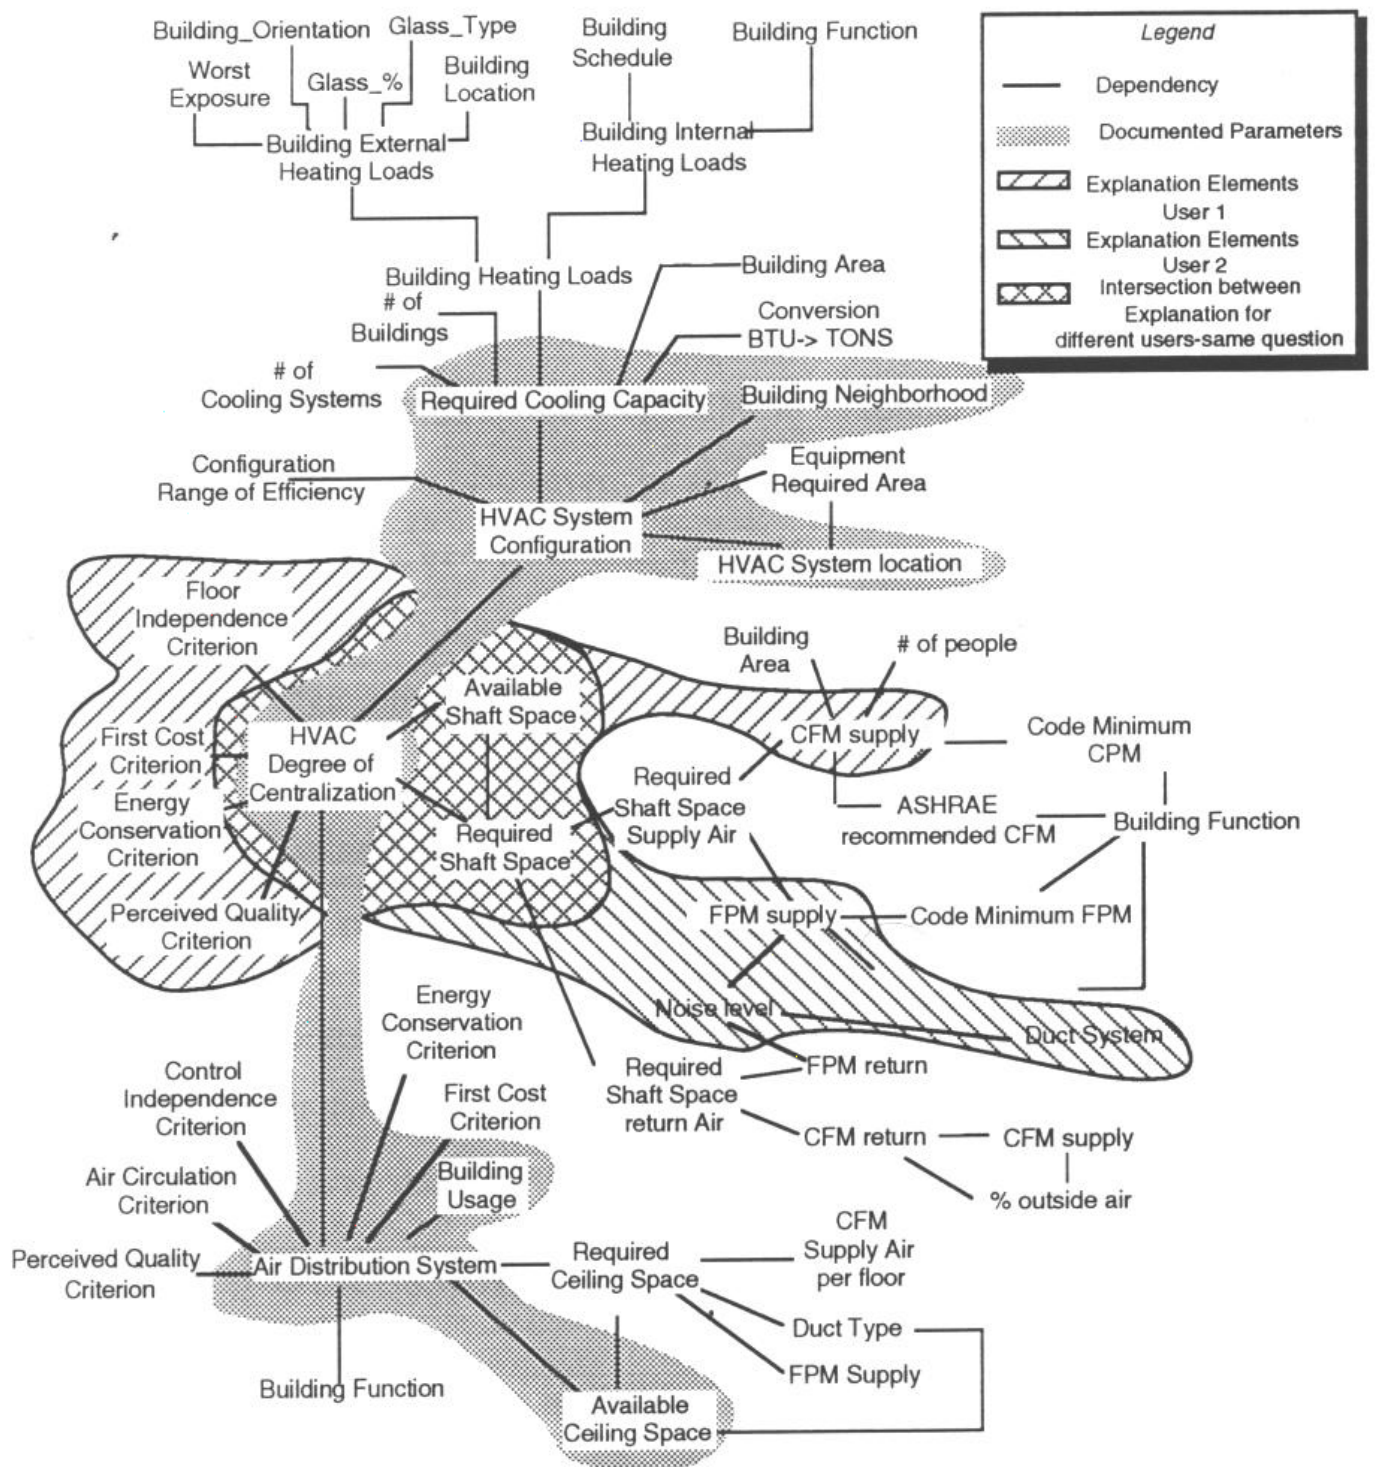 Building_Orientation
Glass_Type
Worst
Exposure
Glass_%
Building
Location
Building External
Heating Loads
Building
Schedule
Building Function
Building Internal
Heating Loads
Legend
Dependency
Documented Parameters
Explanation Elements
User 1
Explanation Elements
User 2
Intersection between
Explanation for
different users-same question
Building Heating Loads
Building Area
# of
Buildings
Conversion
BTU-> TONS
# of
Cooling Systems
Required Cooling Capacity
Building Neighborhood
Configuration
Range of Efficiency
Equipment
Required Area
HVAC System
Configuration
HVAC System location
Floor
Independence
Criterion
Available
Shaft Space
Building
Area
# of people
First Cost
Criterion
HVAC
Degree of
Centralization
CFM supply
Code Minimum
CPM
Energy
Conservation
Criterion
Required
Shaft Space
Required
Shaft Space
Supply Air
ASHRAE
recommended CFM
Building Function
Perceived Quality
Criterion
FPM supply
Code Minimum FPM
Energy
Conservation
Criterion
Noise level
Duct System
Control
Independence
Criterion
First Cost
Criterion
Required
Shaft Space
return Air
FPM return
CFM return
CFM supply
Air Circulation
Criterion
Building
Usage
% outside air
Perceived Quality
Criterion
Air Distribution System
Required
Ceiling Space
CFM
Supply Air
per floor
Duct Type
FPM Supply
Building Function
Available
Ceiling Space